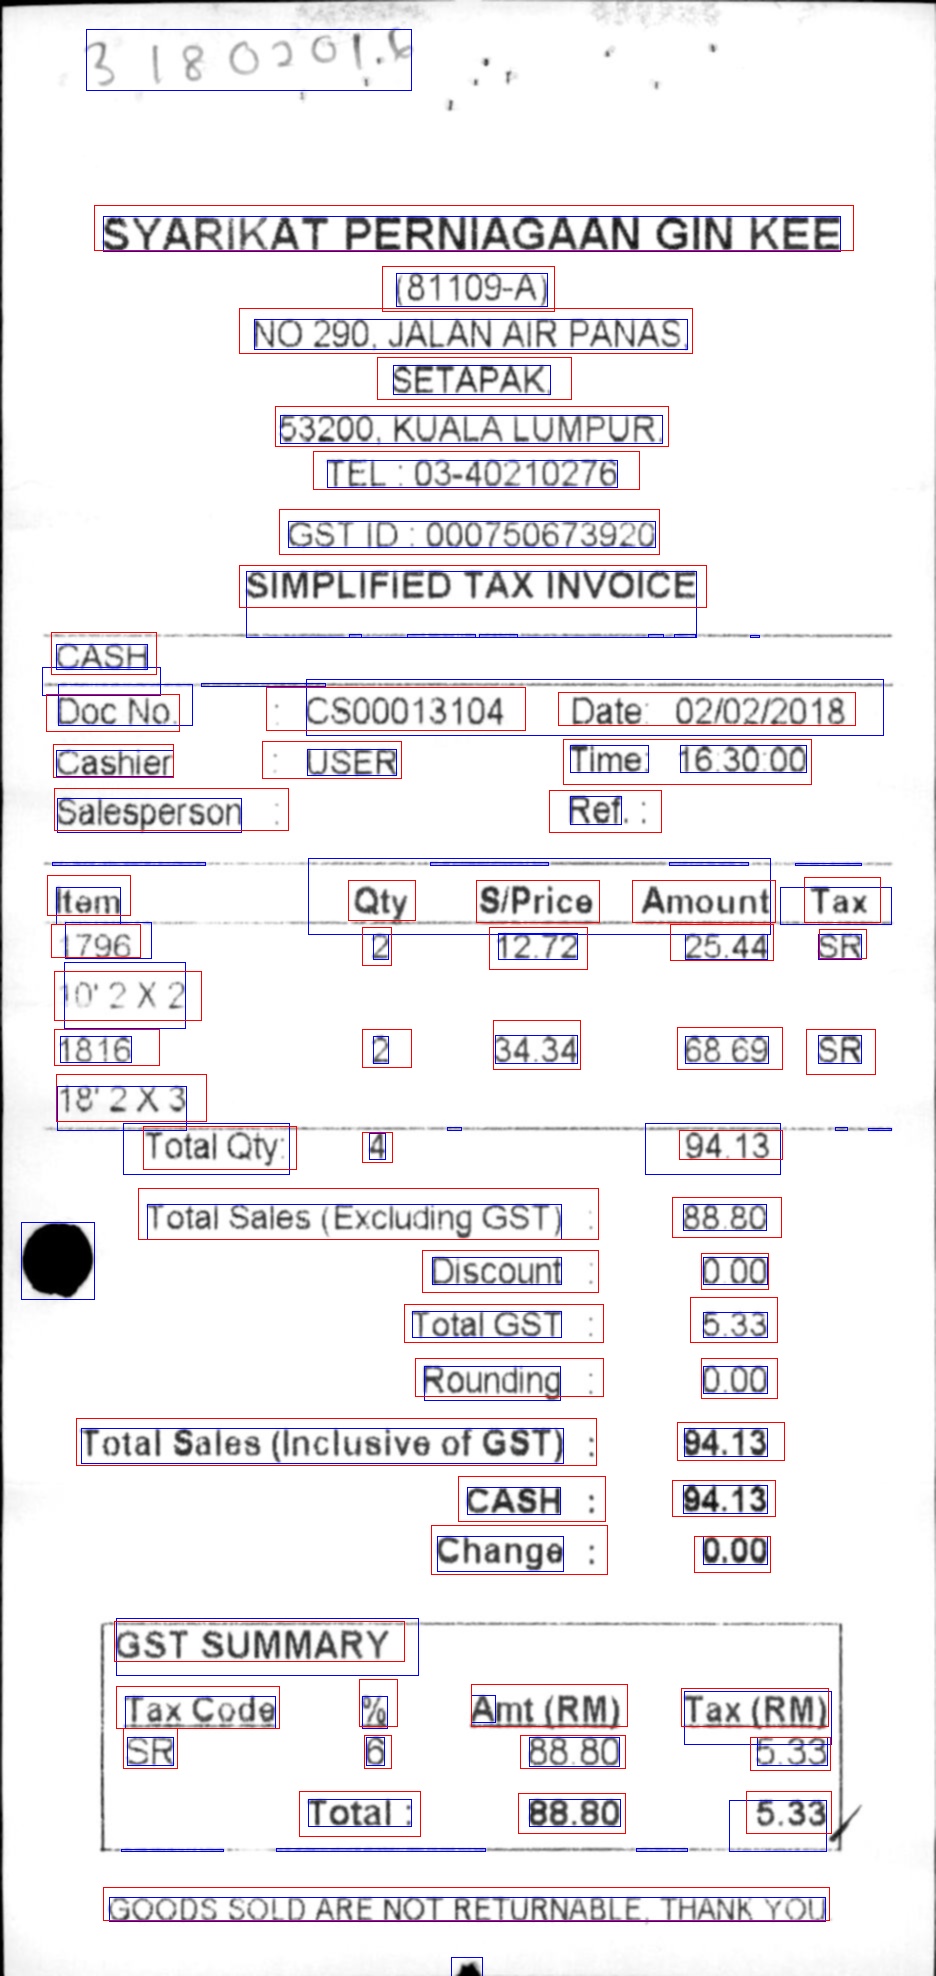 3180201.6
SYARIKAT PERNIAGAAN GIN KEE
(81109-A)
NO 290, JALAN AIR PANAS,
SETAPAK,
53200, KUALA LUMPUR.
TEL : 03-40210276
GST ID : 000750673920
SIMPLIFIED TAX INVOICE
CASH
Doc No. : CS00013104 Date: 02/02/2018
Cashier : USER Time: 16:30:00
Salesperson : Ref. :
Item Qty S/Price Amount Tax
1796 2 12.72 25.44 SR
10' 2 X 2
1816 2 34.34 68.69 SR
18' 2 X 3
Total Qty: 4 94.13
Total Sales (Excluding GST) : 88.80
Discount : 0.00
Total GST : 5.33
Rounding : 0.00
Total Sales (Inclusive of GST) : 94.13
CASH : 94.13
Change : 0.00
GST SUMMARY
Tax Code % Amt (RM) Tax (RM)
SR 6 88.80 5.33
Total : 88.80 5.33
GOODS SOLD ARE NOT RETURNABLE, THANK YOU